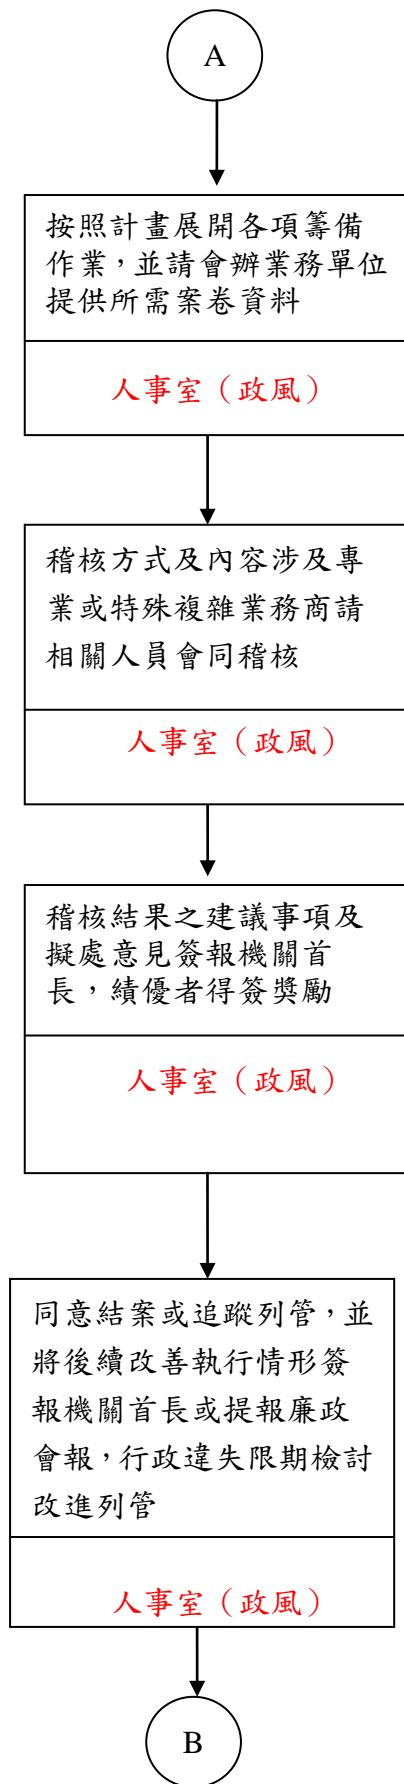 A
按照計畫展開各項籌備
作業，並請會辦業務單位
提供所需案卷資料
人事室（政風）
稽核方式及內容涉及專
業或特殊複雜業務商請
相關人員會同稽核
人事室（政風）
稽核結果之建議事項及
擬處意見簽報機關首
長，績優者得簽獎勵
人事室（政風）
同意結案或追蹤列管，並
將後續改善執行情形簽
報機關首長或提報廉政
會報，行政違失限期檢討
改進列管
人事室（政風）
B